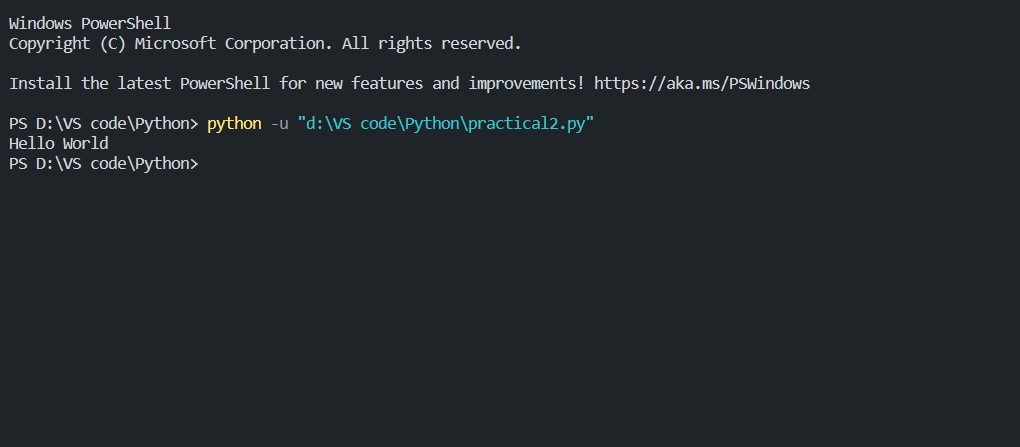 Windows PowerShell
Copyright (C) Microsoft Corporation. All rights reserved.
Install the latest PowerShell for new features and improvements! https://aka.ms/PSWindows
PS D:\VS code\Python> python -u "d:\VS code\Python\practical2.py"
Hello World
PS D:\VS code\Python>